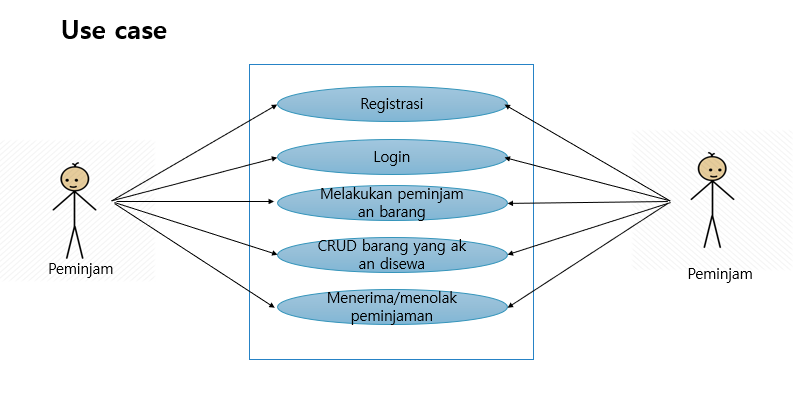 Use case
Registrasi
Login
Melakukan peminjam
an barang
CRUD barang yang ak
an disewa
Menerima/menolak
peminjaman
Peminjam
Peminjam